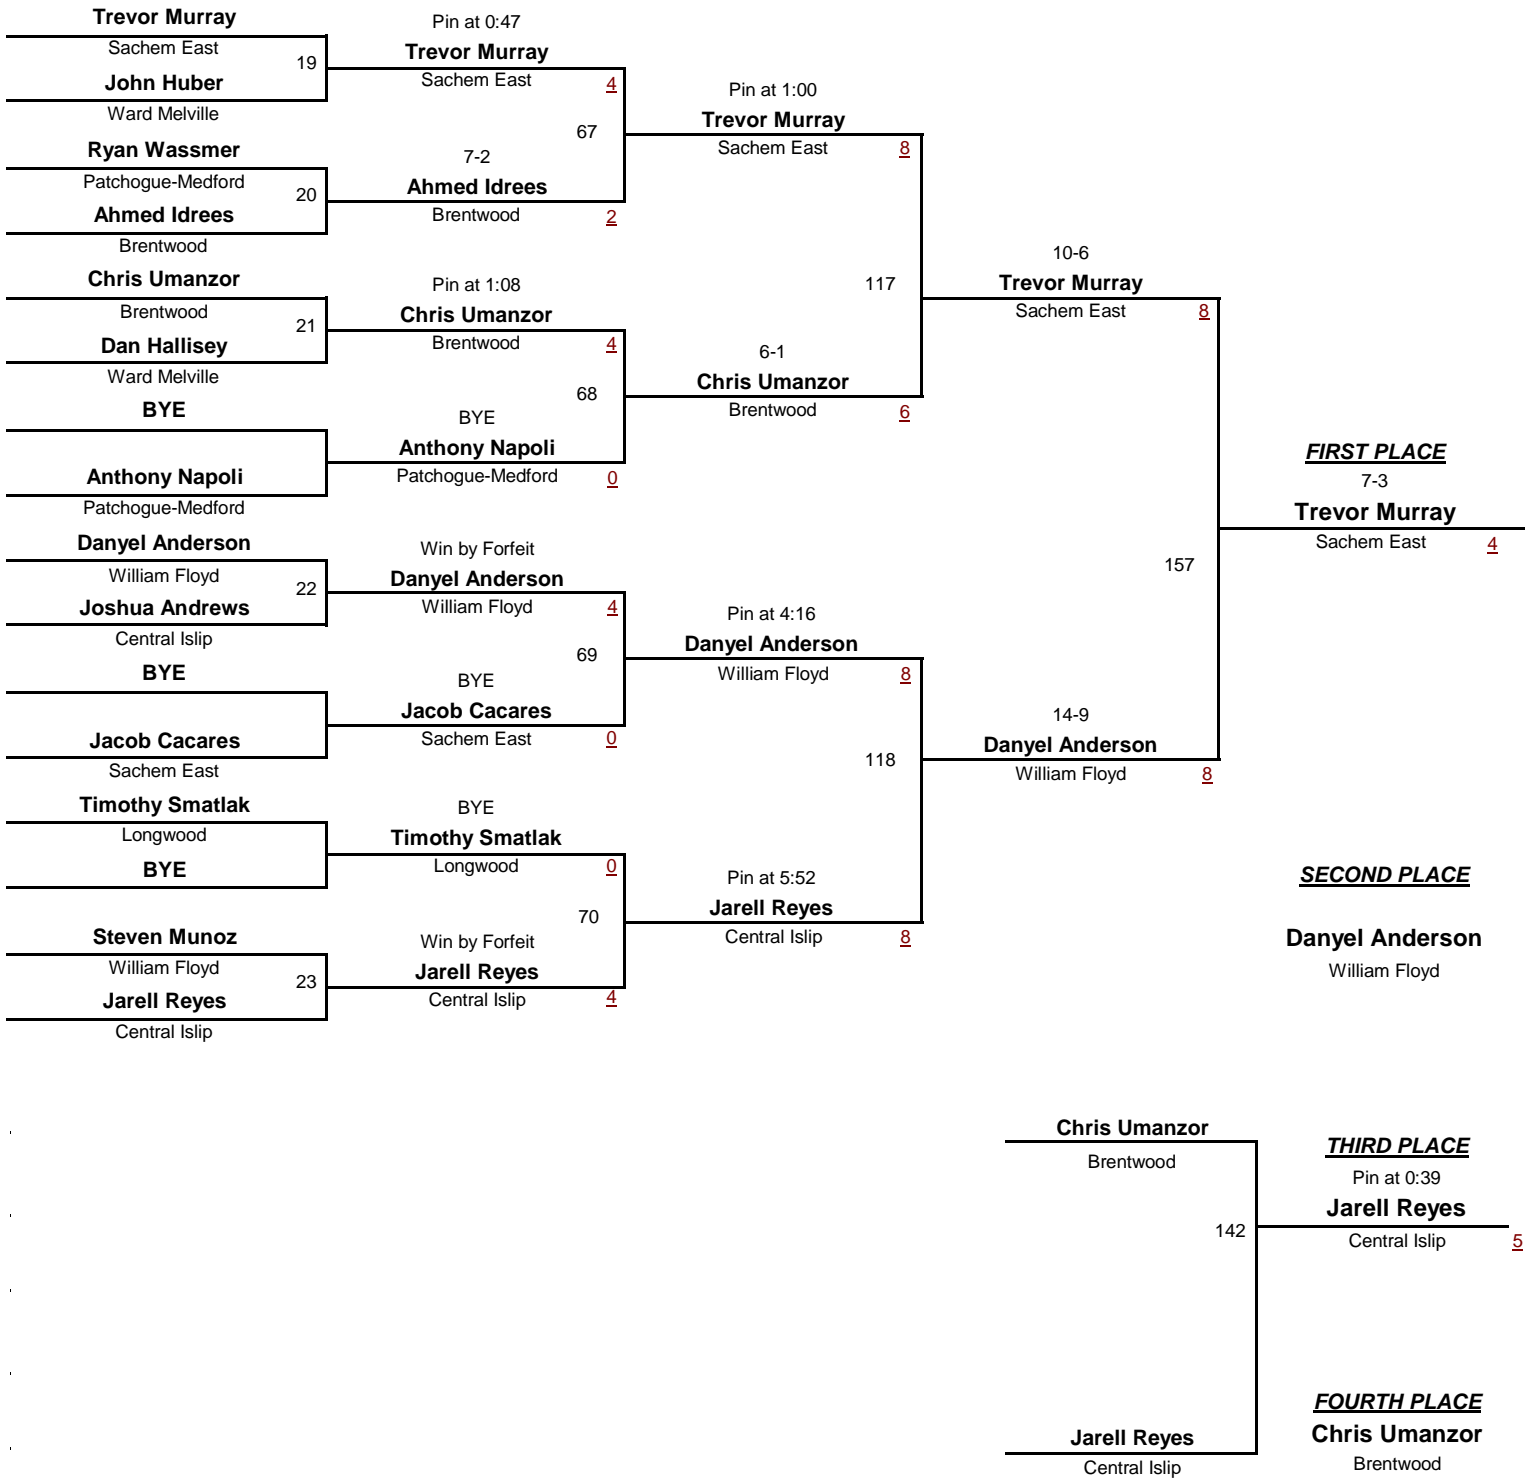 Trevor Murray
Sachem East
19
John Huber
Ward Melville
Ryan Wassmer
Patchogue-Medford
20
Ahmed Idrees
Brentwood
Chris Umanzor
Brentwood
21
Dan Hallisey
Ward Melville
BYE
Anthony Napoli
Patchogue-Medford
Danyel Anderson
William Floyd
22
Joshua Andrews
Central Islip
BYE
Jacob Cacares
Sachem East
Timothy Smatlak
Longwood
BYE
Steven Munoz
William Floyd
23
Jarell Reyes
Central Islip
Pin at 0:47
Trevor Murray
Sachem East
4
67
7-2
Ahmed Idrees
Brentwood
2
Pin at 1:08
Chris Umanzor
Brentwood
4
68
BYE
Anthony Napoli
Patchogue-Medford
0
Win by Forfeit
Danyel Anderson
William Floyd
4
69
BYE
Jacob Cacares
Sachem East
0
BYE
Timothy Smatlak
Longwood
0
70
Win by Forfeit
Jarell Reyes
Central Islip
4
Pin at 1:00
Trevor Murray
Sachem East
8
117
6-1
Chris Umanzor
Brentwood
6
Pin at 4:16
Danyel Anderson
William Floyd
8
118
Pin at 5:52
Jarell Reyes
Central Islip
8
10-6
Trevor Murray
Sachem East
8
157
14-9
Danyel Anderson
William Floyd
8
FIRST PLACE
7-3
Trevor Murray
Sachem East
4
SECOND PLACE
Danyel Anderson
William Floyd
Chris Umanzor
Brentwood
142
Jarell Reyes
Central Islip
THIRD PLACE
Pin at 0:39
Jarell Reyes
Central Islip
5
FOURTH PLACE
Chris Umanzor
Brentwood